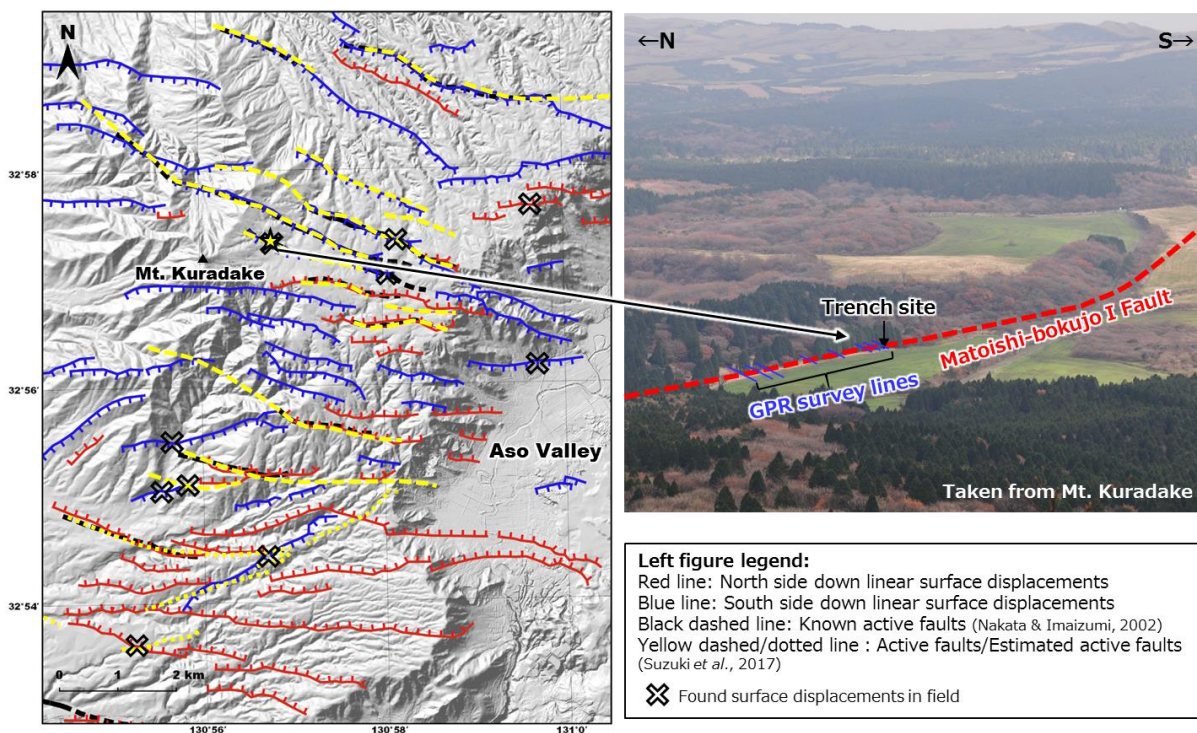 N
32°58'
Mt. Kuradake
32°56'
Aso Valley
32°54'
0 1 2 km
130°56'
130°58'
131°0'
←N
S→
Trench site
Matoishi-bokujo I Fault
GPR survey lines
Taken from Mt. Kuradake
Left figure legend:
Red line: North side down linear surface displacements
Blue line: South side down linear surface displacements
Black dashed line: Known active faults (Nakata & Imaizumi, 2002)
Yellow dashed/dotted line : Active faults/Estimated active faults
(Suzuki et al., 2017)
Found surface displacements in field